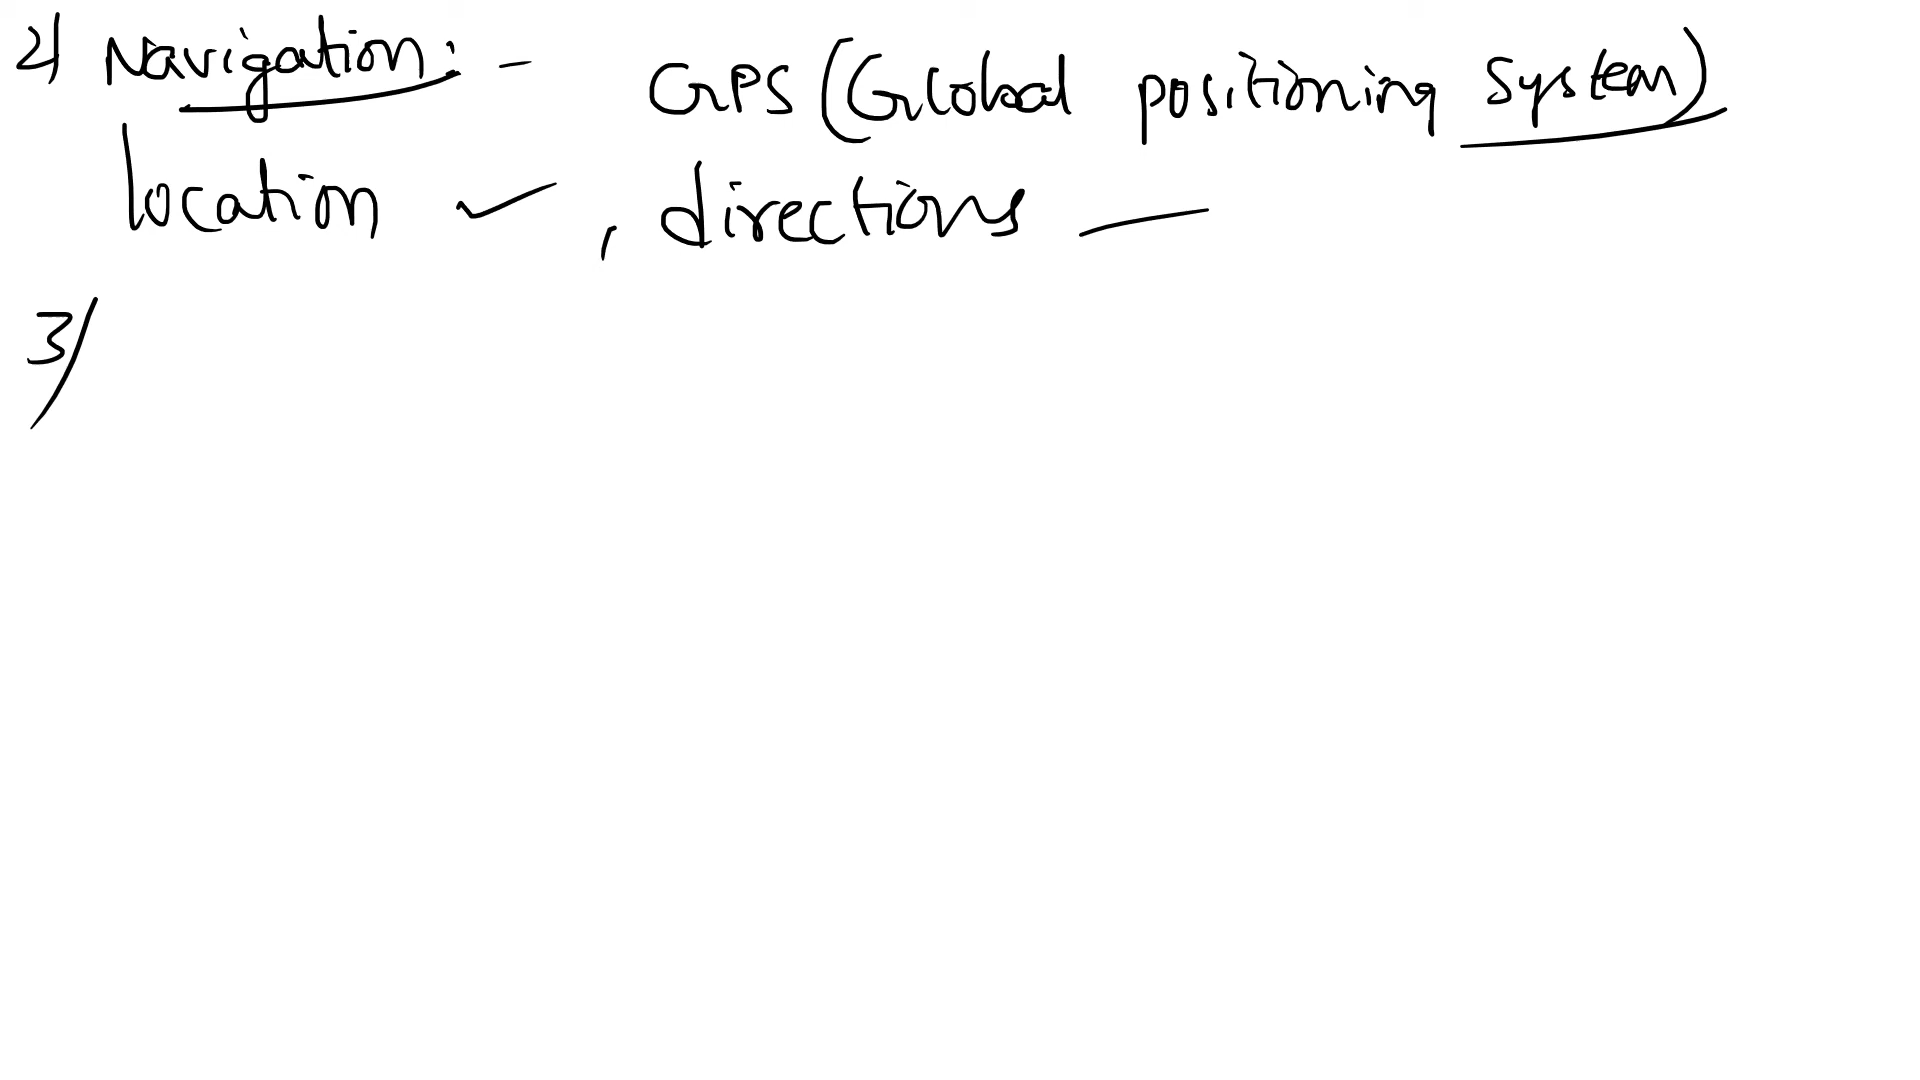 2) Navigation:- GPS (Global positioning system)
location ✓, directions —
3)